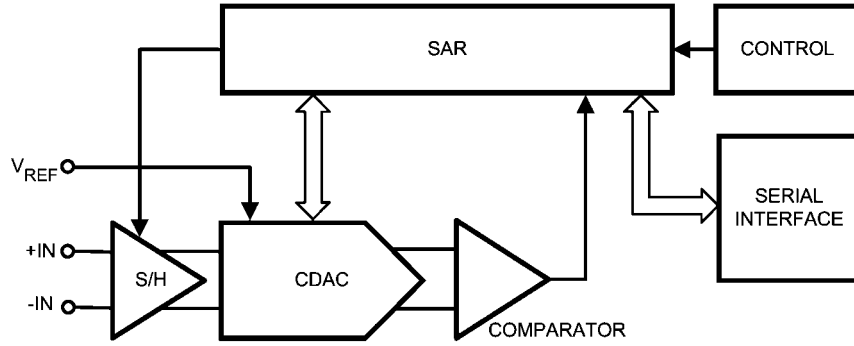 SAR
CONTROL
VREF
SERIAL
INTERFACE
+IN
S/H
CDAC
-IN
COMPARATOR